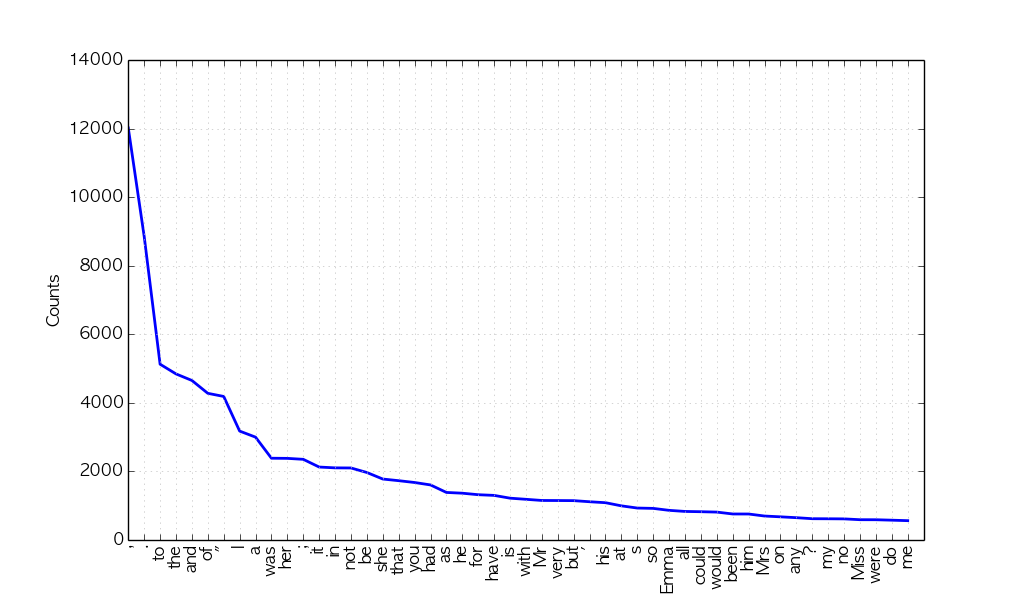 14000
12000
10000
8000
6000
4000
2000
0
Counts
,
.
to
the
and
of
"
I
a
was
her
;
it
in
not
be
she
that
you
had
as
he
for
have
is
with
Mr
very
but
'
his
at
s
so
Emma
all
could
would
been
him
Mrs
on
any
?
my
no
Miss
were
do
me